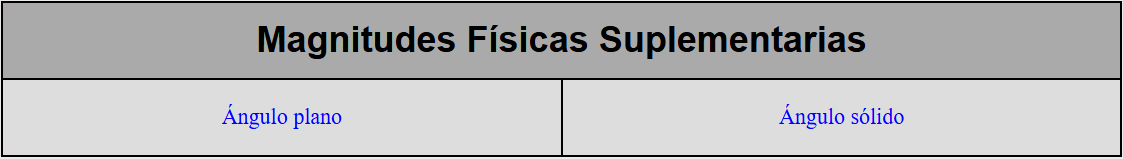 Magnitudes Físicas Suplementarias
Ángulo plano
Ángulo sólido